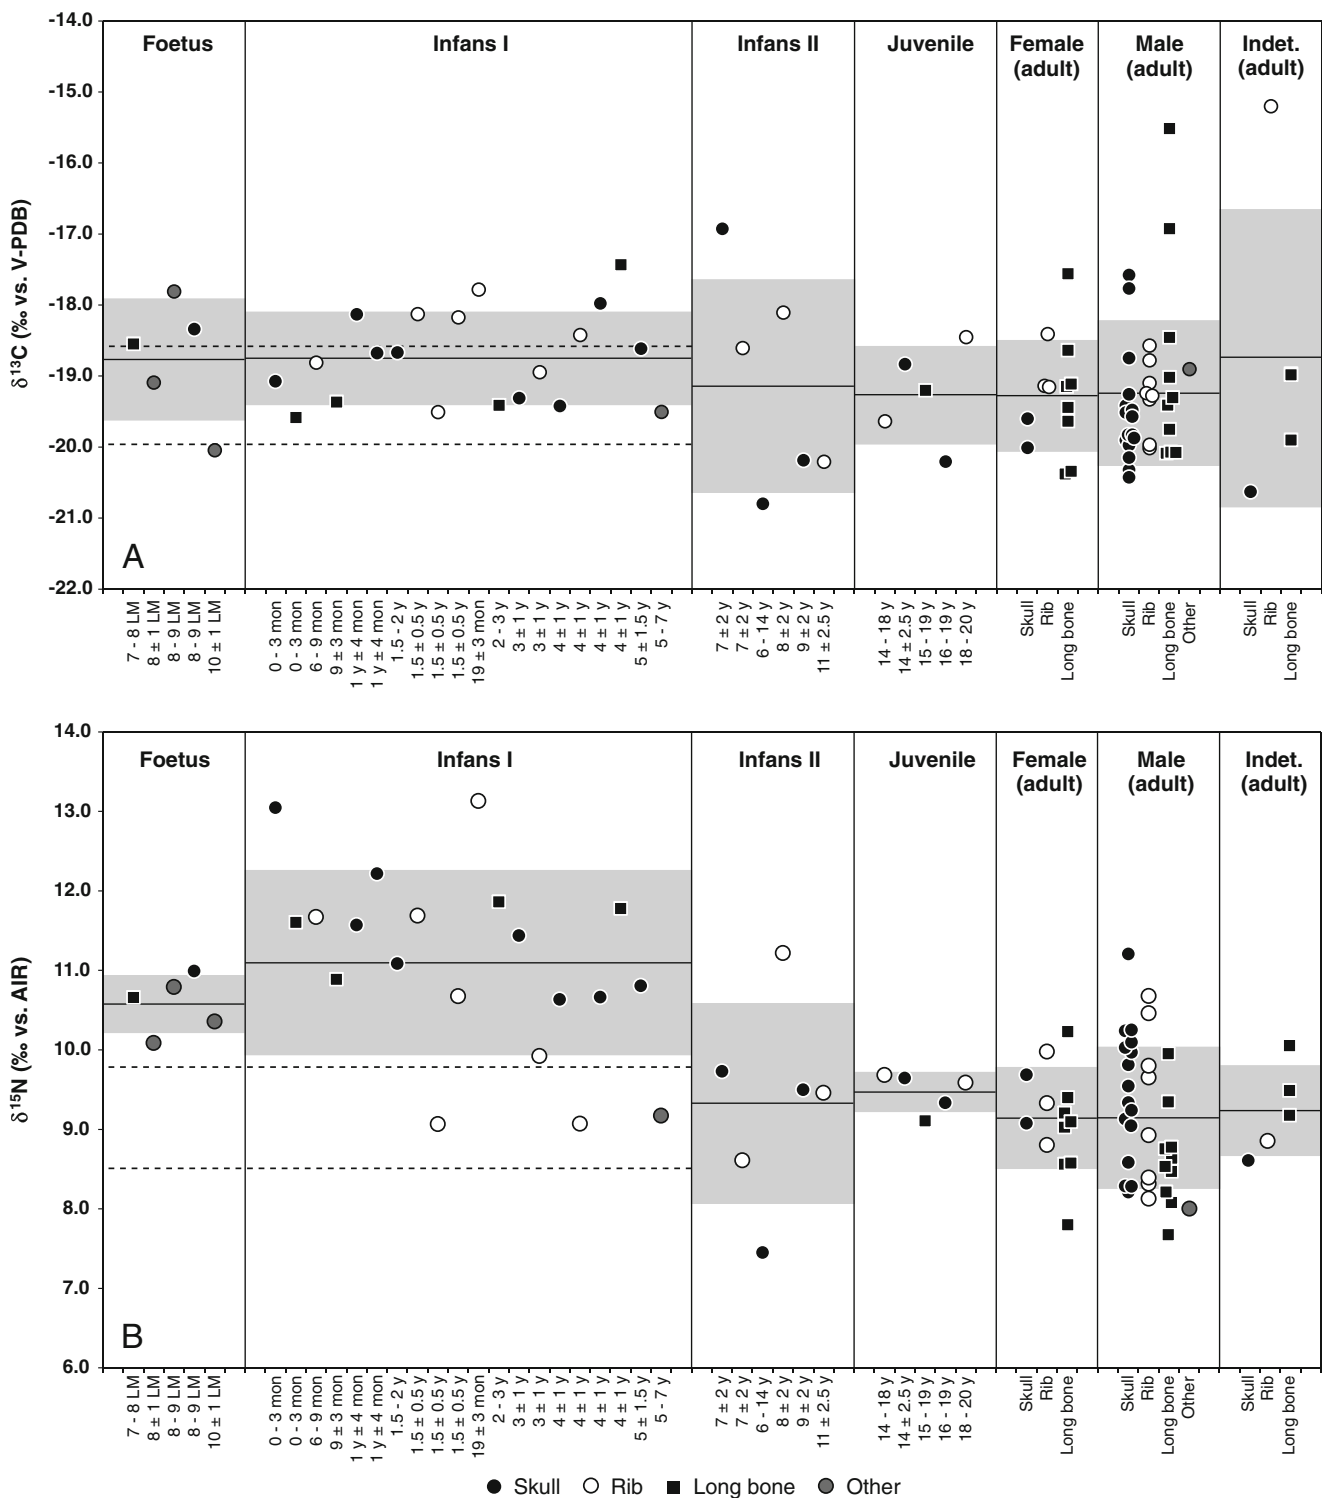 Foetus Infans I Infans II Juvenile Female (adult) Male (adult) Indet. (adult)
δ¹³C (‰ vs. V-PDB)
-14.0
-15.0
-16.0
-17.0
-18.0
-19.0
-20.0
-21.0
-22.0
A
7 - 8 LM
8 ± 1 LM
8 - 9 LM
8 - 9 LM
10 ± 1 LM
0 - 3 mon
0 - 3 mon
6 - 9 mon
9 ± 3 mon
1 y ± 4 mon
1 y ± 4 mon
1.5 - 2 y
1.5 ± 0.5 y
1.5 ± 0.5 y
1.5 ± 0.5 y
19 ± 3 mon
2 - 3 y
3 ± 1 y
3 ± 1 y
4 ± 1 y
4 ± 1 y
4 ± 1 y
5 ± 1.5 y
5 - 7 y
7 ± 2 y
7 ± 2 y
6 - 14 y
8 ± 2 y
9 ± 2 y
11 ± 2.5 y
14 - 18 y
14 ± 2.5 y
15 - 19 y
16 - 19 y
18 - 20 y
Skull
Rib
Long bone
Skull
Rib
Long bone
Other
Skull
Rib
Long bone
Foetus Infans I Infans II Juvenile Female (adult) Male (adult) Indet. (adult)
δ¹⁵N (‰ vs. AIR)
14.0
13.0
12.0
11.0
10.0
9.0
8.0
7.0
6.0
B
7 - 8 LM
8 ± 1 LM
8 - 9 LM
8 - 9 LM
10 ± 1 LM
0 - 3 mon
0 - 3 mon
6 - 9 mon
9 ± 3 mon
1 y ± 4 mon
1 y ± 4 mon
1.5 - 2 y
1.5 ± 0.5 y
1.5 ± 0.5 y
1.5 ± 0.5 y
19 ± 3 mon
2 - 3 y
3 ± 1 y
3 ± 1 y
4 ± 1 y
4 ± 1 y
4 ± 1 y
5 ± 1.5 y
5 - 7 y
7 ± 2 y
7 ± 2 y
6 - 14 y
8 ± 2 y
9 ± 2 y
11 ± 2.5 y
14 - 18 y
14 ± 2.5 y
15 - 19 y
16 - 19 y
18 - 20 y
Skull
Rib
Long bone
Skull
Rib
Long bone
Other
Skull
Rib
Long bone
Skull Rib Long bone Other